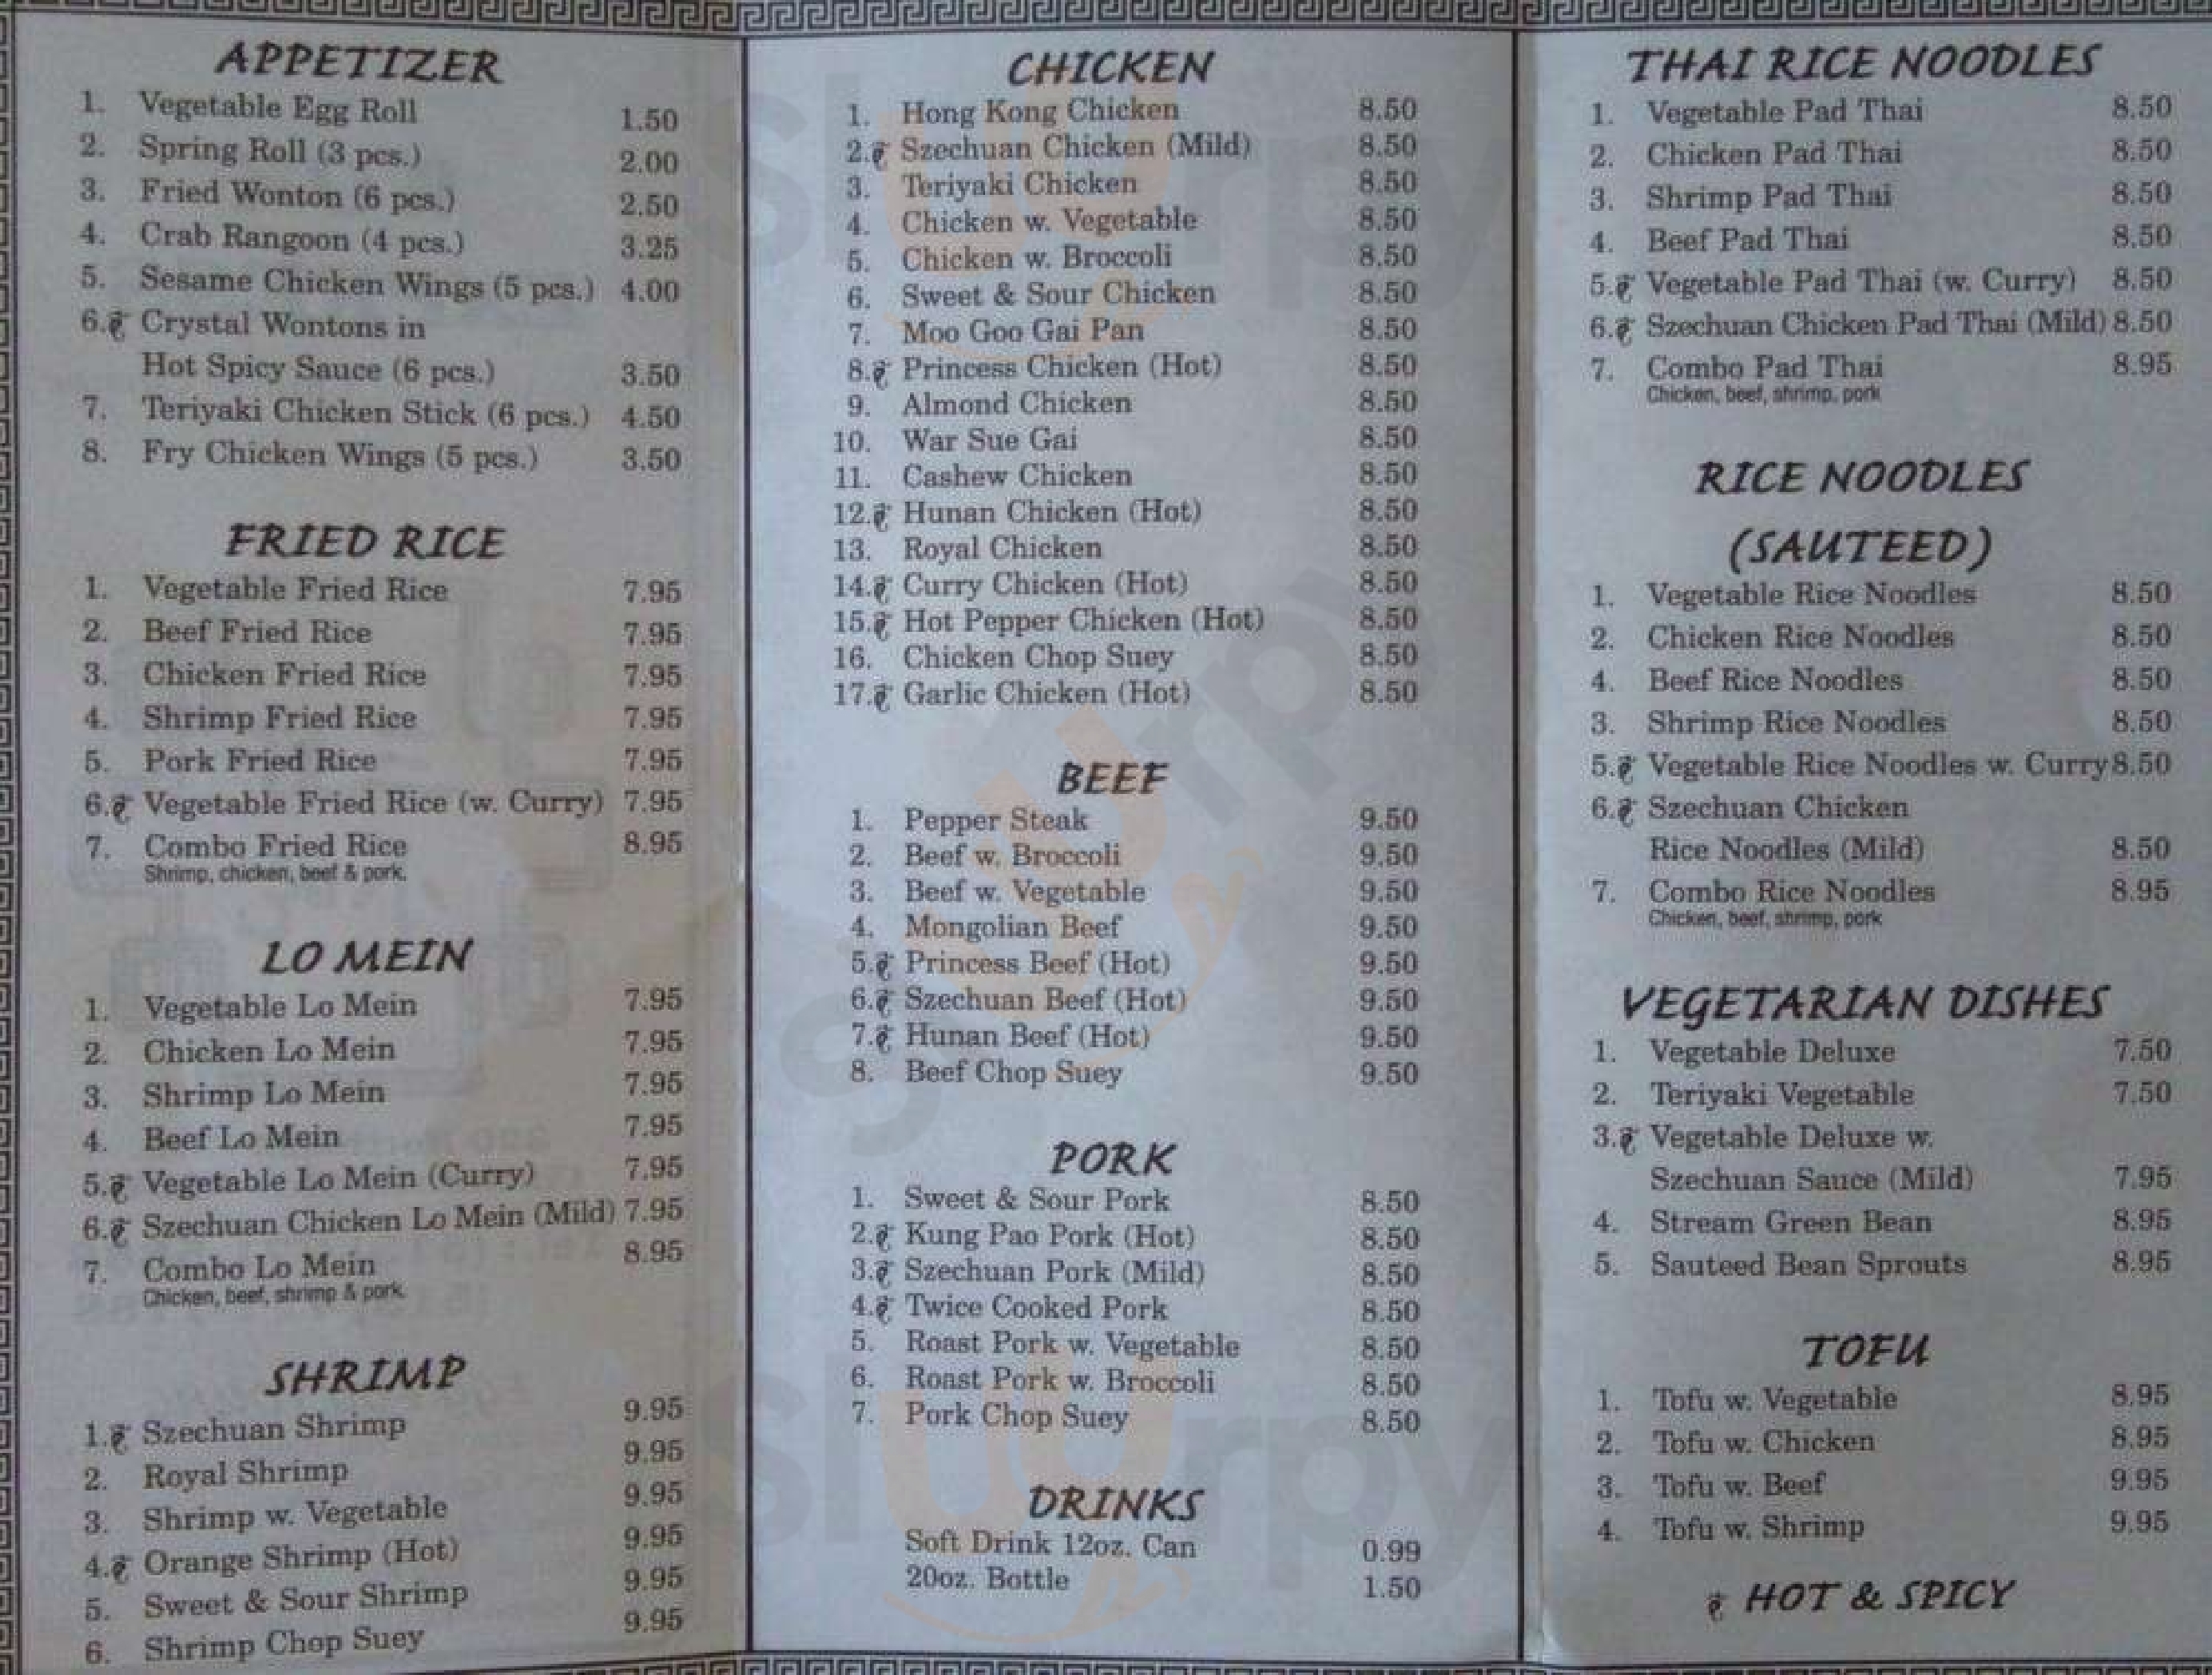 APPETIZER
1. Vegetable Egg Roll 1.50
2. Spring Roll (3 pcs.) 2.00
3. Fried Wonton (6 pcs.) 2.50
4. Crab Rangoon (4 pcs.) 3.25
5. Sesame Chicken Wings (5 pcs.) 4.00
6. Crystal Wontons in
Hot Spicy Sauce (6 pcs.) 3.50
7. Teriyaki Chicken Stick (6 pcs.) 4.50
8. Fry Chicken Wings (5 pcs.) 3.50
FRIED RICE
1. Vegetable Fried Rice 7.95
2. Beef Fried Rice 7.95
3. Chicken Fried Rice 7.95
4. Shrimp Fried Rice 7.95
5. Pork Fried Rice 7.95
6. Vegetable Fried Rice (w. Curry) 7.95
7. Combo Fried Rice 8.95
Shrimp, chicken, beef & pork.
LO MEIN
1. Vegetable Lo Mein 7.95
2. Chicken Lo Mein 7.95
3. Shrimp Lo Mein 7.95
4. Beef Lo Mein 7.95
5. Vegetable Lo Mein (Curry) 7.95
6. Szechuan Chicken Lo Mein (Mild) 7.95
7. Combo Lo Mein 8.95
Chicken, beef, shrimp & pork.
SHRIMP
1. Szechuan Shrimp 9.95
2. Royal Shrimp 9.95
3. Shrimp w. Vegetable 9.95
4. Orange Shrimp (Hot) 9.95
5. Sweet & Sour Shrimp 9.95
6. Shrimp Chop Suey 9.95
CHICKEN
1. Hong Kong Chicken 8.50
2. Szechuan Chicken (Mild) 8.50
3. Teriyaki Chicken 8.50
4. Chicken w. Vegetable 8.50
5. Chicken w. Broccoli 8.50
6. Sweet & Sour Chicken 8.50
7. Moo Goo Gai Pan 8.50
8. Princess Chicken (Hot) 8.50
9. Almond Chicken 8.50
10. War Sue Gai 8.50
11. Cashew Chicken 8.50
12. Hunan Chicken (Hot) 8.50
13. Royal Chicken 8.50
14. Curry Chicken (Hot) 8.50
15. Hot Pepper Chicken (Hot) 8.50
16. Chicken Chop Suey 8.50
17. Garlic Chicken (Hot) 8.50
BEEF
1. Pepper Steak 9.50
2. Beef w. Broccoli 9.50
3. Beef w. Vegetable 9.50
4. Mongolian Beef 9.50
5. Princess Beef (Hot) 9.50
6. Szechuan Beef (Hot) 9.50
7. Hunan Beef (Hot) 9.50
8. Beef Chop Suey 9.50
PORK
1. Sweet & Sour Pork 8.50
2. Kung Pao Pork (Hot) 8.50
3. Szechuan Pork (Mild) 8.50
4. Twice Cooked Pork 8.50
5. Roast Pork w. Vegetable 8.50
6. Roast Pork w. Broccoli 8.50
7. Pork Chop Suey 8.50
DRINKS
Soft Drink 12oz. Can 0.99
20oz. Bottle 1.50
THAI RICE NOODLES
1. Vegetable Pad Thai 8.50
2. Chicken Pad Thai 8.50
3. Shrimp Pad Thai 8.50
4. Beef Pad Thai 8.50
5. Vegetable Pad Thai (w. Curry) 8.50
6. Szechuan Chicken Pad Thai (Mild) 8.50
7. Combo Pad Thai 8.95
Chicken, beef, shrimp, pork
RICE NOODLES
(SAUTEED)
1. Vegetable Rice Noodles 8.50
2. Chicken Rice Noodles 8.50
4. Beef Rice Noodles 8.50
3. Shrimp Rice Noodles 8.50
5. Vegetable Rice Noodles w. Curry 8.50
6. Szechuan Chicken
Rice Noodles (Mild) 8.50
7. Combo Rice Noodles 8.95
Chicken, beef, shrimp, pork
VEGETARIAN DISHES
1. Vegetable Deluxe 7.50
2. Teriyaki Vegetable 7.50
3. Vegetable Deluxe w.
Szechuan Sauce (Mild) 7.95
4. Stream Green Bean 8.95
5. Sauteed Bean Sprouts 8.95
TOFU
1. Tofu w. Vegetable 8.95
2. Tofu w. Chicken 8.95
3. Tofu w. Beef 9.95
4. Tofu w. Shrimp 9.95
HOT & SPICY
sluurpy
sluurpy
sluurpy